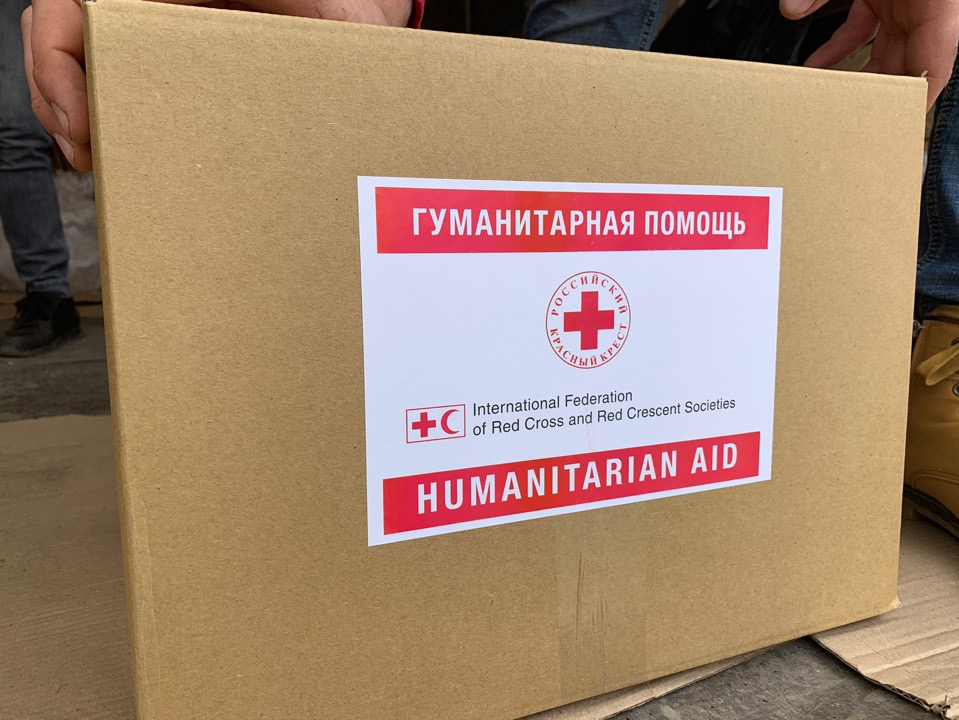 ГУМАНИТАРНАЯ ПОМОЩЬ
РОССИЙСКИЙ
КРАСНЫЙ КРЕСТ
International Federation
of Red Cross and Red Crescent Societies
HUMANITARIAN AID